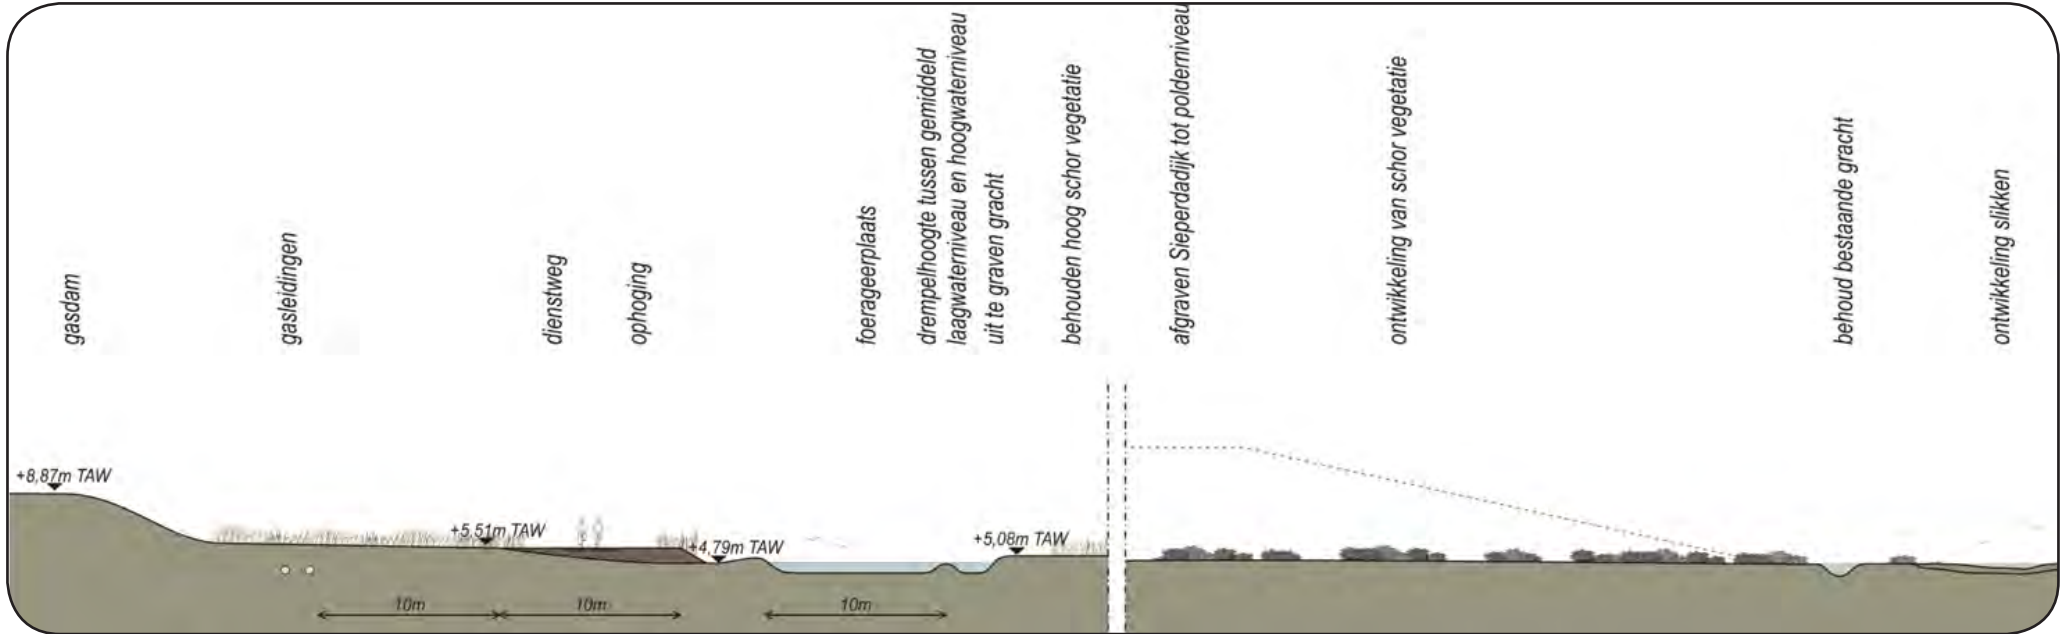 gasdam
gasleidingen
dienstweg
ophoging
foerageerplaats
drempelhoogte tussen gemiddeld
laagwaterniveau en hoogwaterniveau
uit te graven gracht
behouden hoog schor vegetatie
afgraven Sieperdadijk tot polderniveau
ontwikkeling van schor vegetatie
behoud bestaande gracht
ontwikkeling slikken
+8,87m TAW
+5,51m TAW
+4,79m TAW
+5,08m TAW
10m
10m
10m